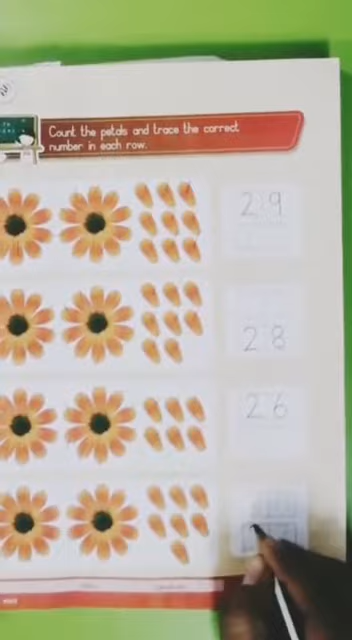 Count the petals and trace the correct
number in each row.
29
28
26